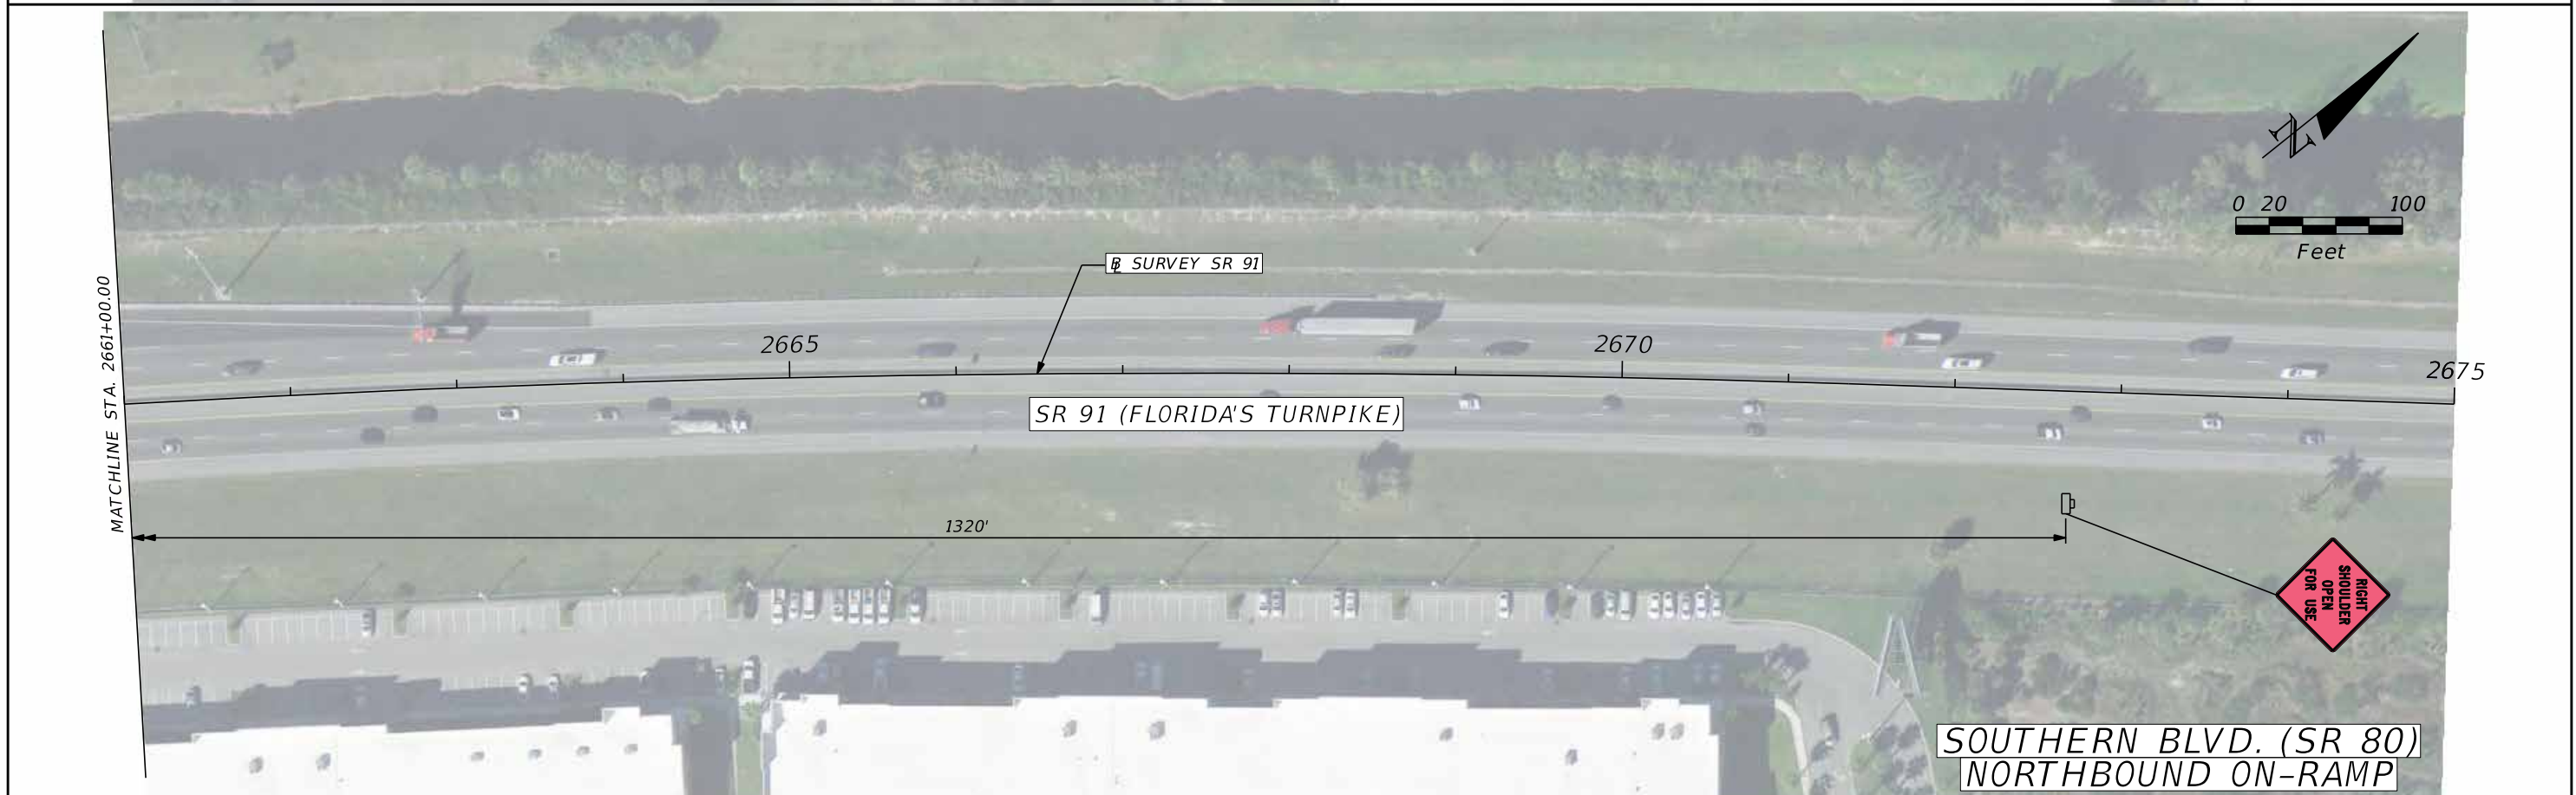 0 20 100
Feet
MATCHLINE STA. 2661+00.00
℄ SURVEY SR 91
2665
2670
2675
SR 91 (FLORIDA'S TURNPIKE)
1320'
RIGHT
SHOULDER
OPEN
FOR USE
SOUTHERN BLVD. (SR 80)
NORTHBOUND ON-RAMP
N